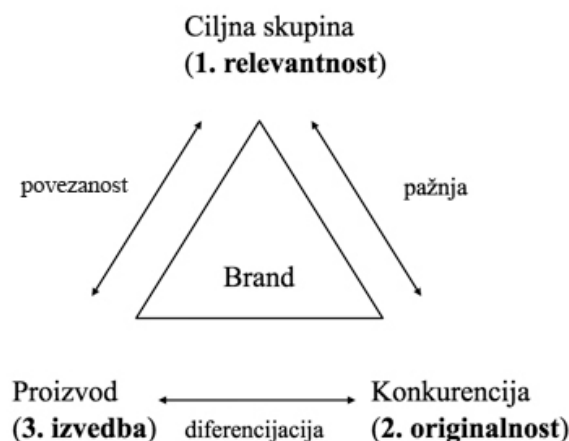 Ciljna skupina
(1. relevantnost)
povezanost
pažnja
Brand
Proizvod
(3. izvedba)
diferencijacija
Konkurencija
(2. originalnost)